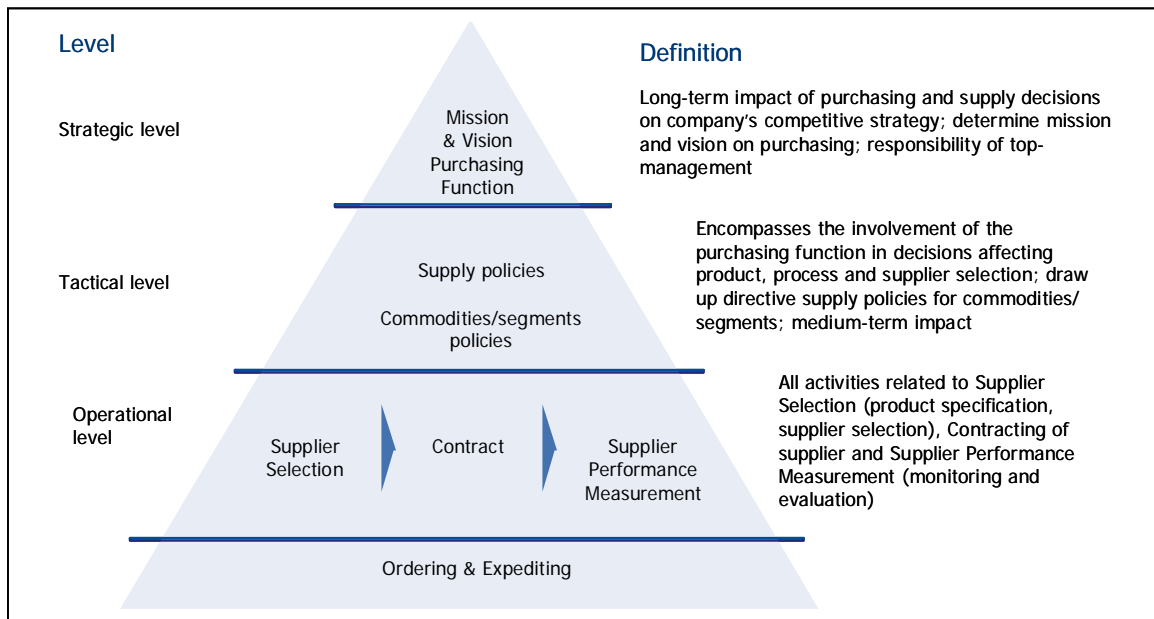 Level
Definition
Strategic level
Mission
& Vision
Purchasing
Function
Long-term impact of purchasing and supply decisions
on company's competitive strategy; determine mission
and vision on purchasing; responsibility of top-
management
Tactical level
Supply policies
Commodities/segments
policies
Encompasses the involvement of the
purchasing function in decisions affecting
product, process and supplier selection; draw
up directive supply policies for commodities/
segments; medium-term impact
Operational
level
Supplier
Selection
Contract
Supplier
Performance
Measurement
All activities related to Supplier
Selection (product specification,
supplier selection), Contracting of
supplier and Supplier Performance
Measurement (monitoring and
evaluation)
Ordering & Expediting